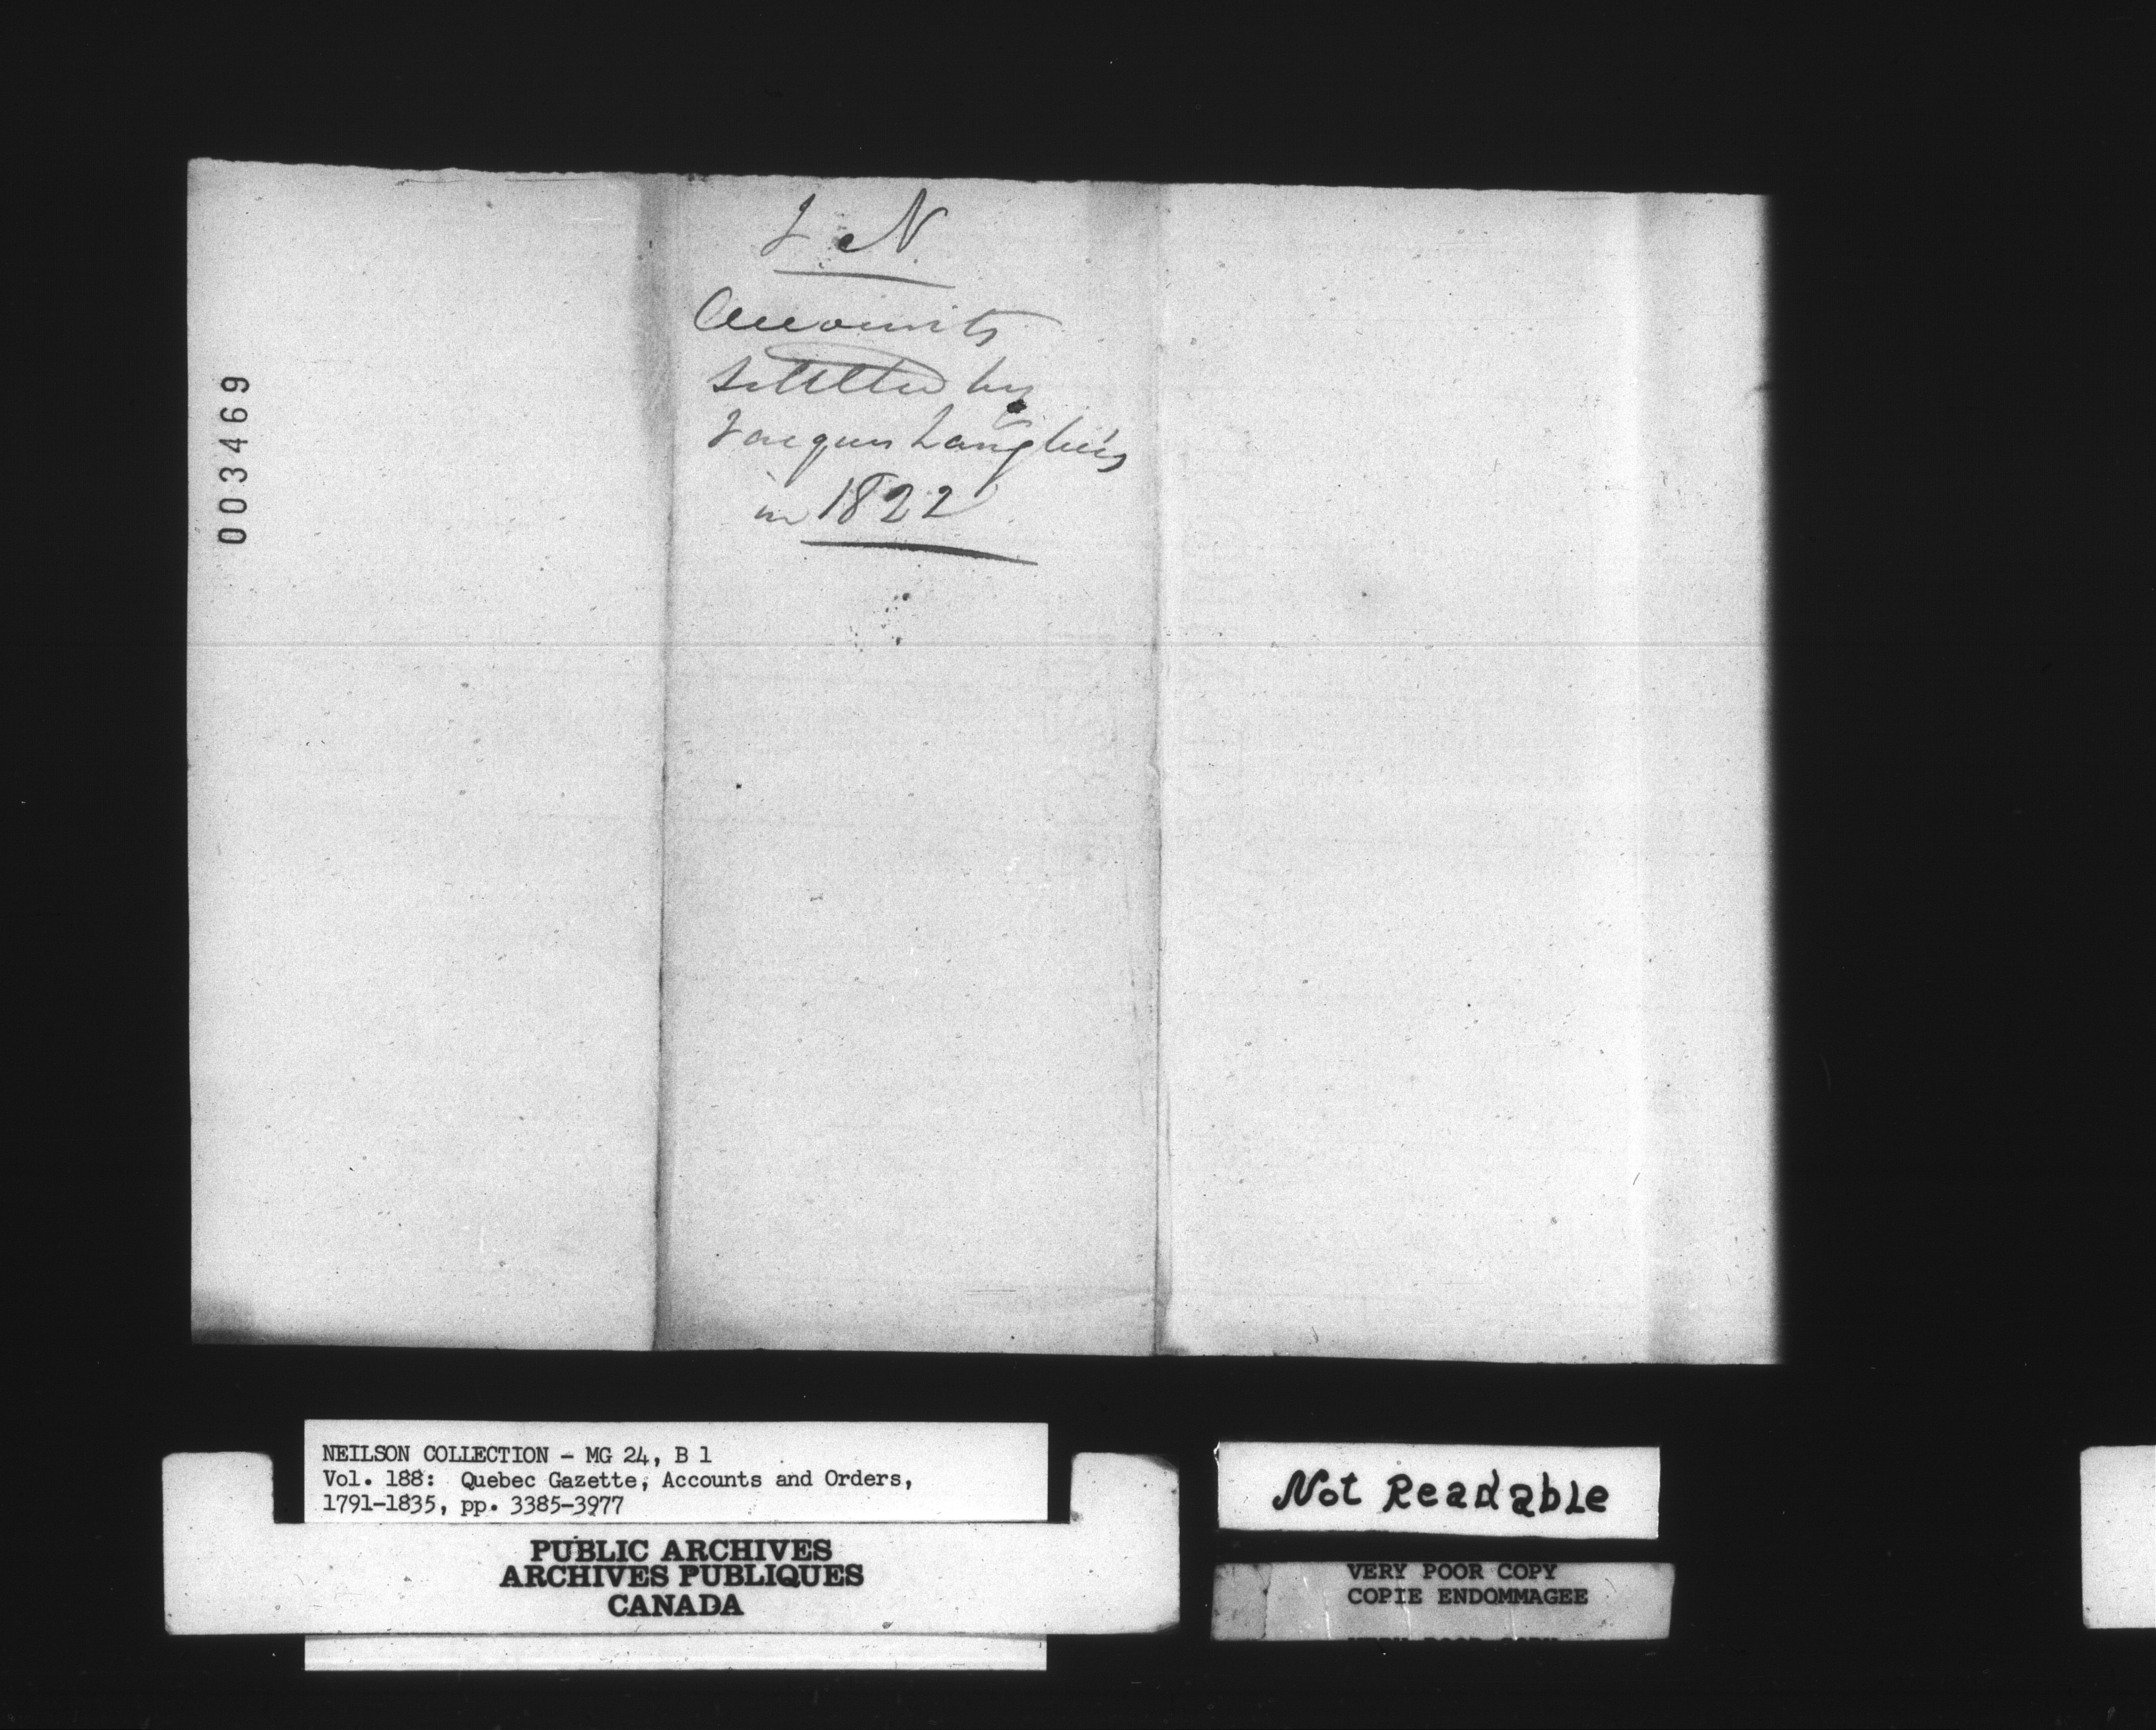 J. N.
Accounts
Settled by
Jacques Langlois
in 1822
003469
NEILSON COLLECTION - MG 24, B 1
Vol. 188: Quebec Gazette, Accounts and Orders,
1791-1835, pp. 3385-3977
PUBLIC ARCHIVES
ARCHIVES PUBLIQUES
CANADA
Not Readable
VERY POOR COPY
COPIE ENDOMMAGEE